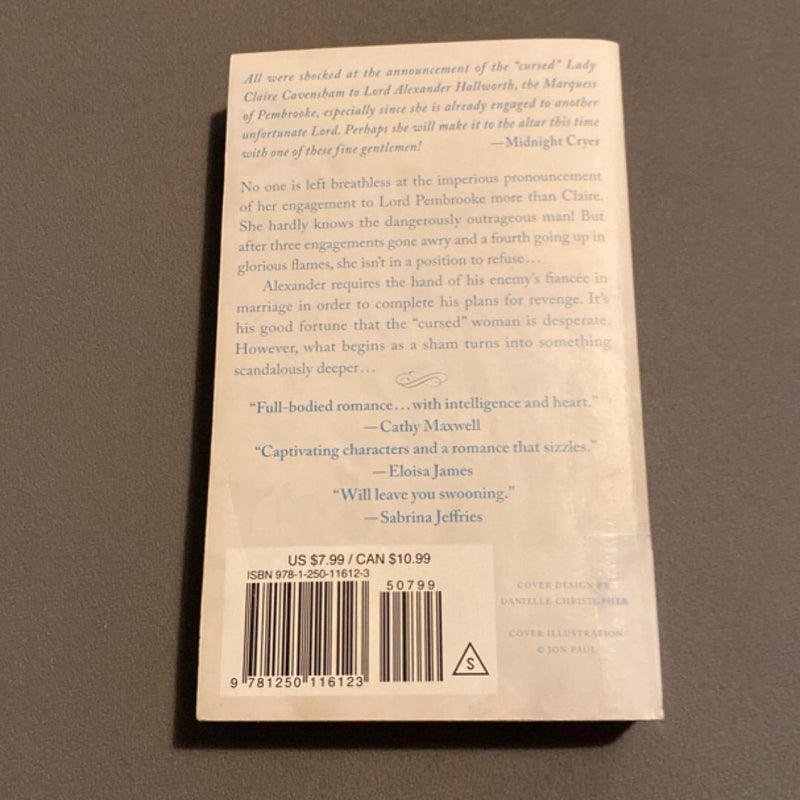 All were shocked at the announcement of the "cursed" Lady
Claire Cavensham to Lord Alexander Hallworth, the Marquess
of Pembrooke, especially since she is already engaged to another
unfortunate Lord. Perhaps she will make it to the altar this time
with one of these fine gentlemen! —Midnight Cryer
No one is left breathless at the imperious pronouncement
of her engagement to Lord Pembrooke more than Claire.
She hardly knows the dangerously outrageous man! But
after three engagements gone awry and a fourth going up in
glorious flames, she isn't in a position to refuse…
Alexander requires the hand of his enemy's fiancée in
marriage in order to complete his plans for revenge. It's
his good fortune that the "cursed" woman is desperate.
However, what begins as a sham turns into something
scandalously deeper…
"Full-bodied romance…with intelligence and heart."
—Cathy Maxwell
"Captivating characters and a romance that sizzles."
—Eloisa James
"Will leave you swooning."
—Sabrina Jeffries
US $7.99 / CAN $10.99
ISBN 978-1-250-11612-3
50799
9 781250 116123
S
COVER DESIGN BY
DANIELLE CHRISTOPHER
COVER ILLUSTRATION
© JON PAUL